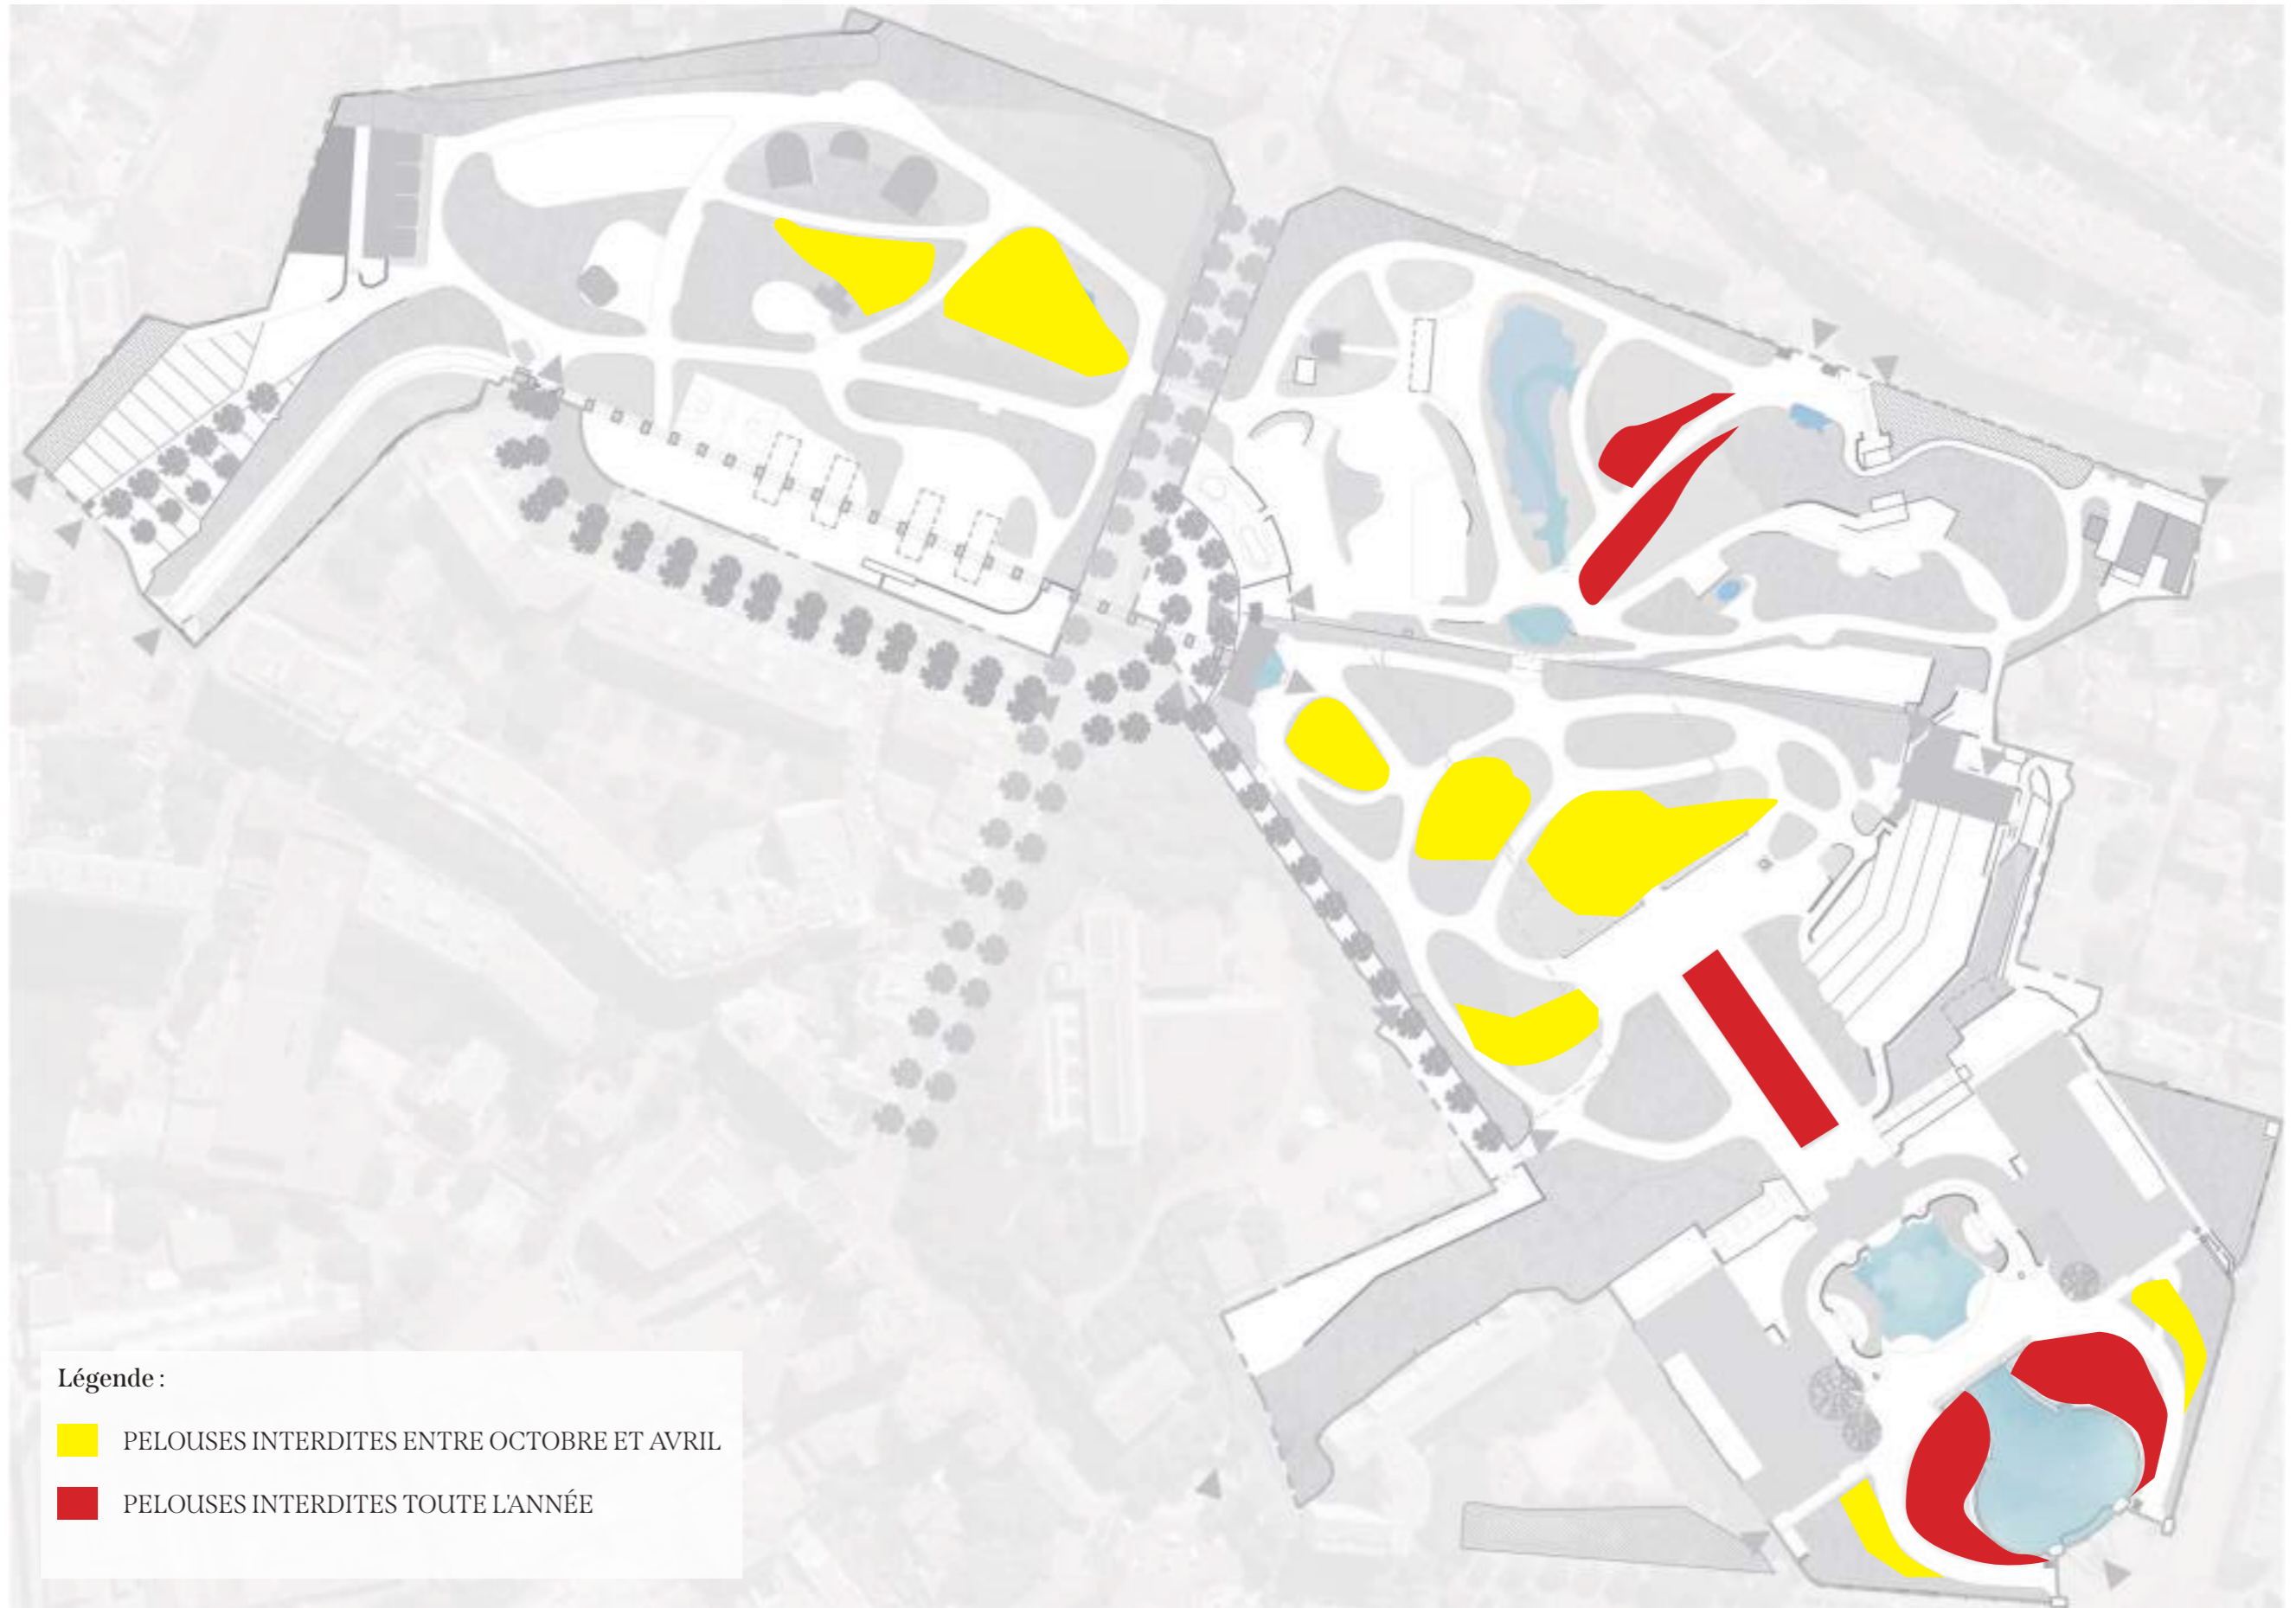 Légende :
PELOUSES INTERDITES ENTRE OCTOBRE ET AVRIL
PELOUSES INTERDITES TOUTE L'ANNÉE